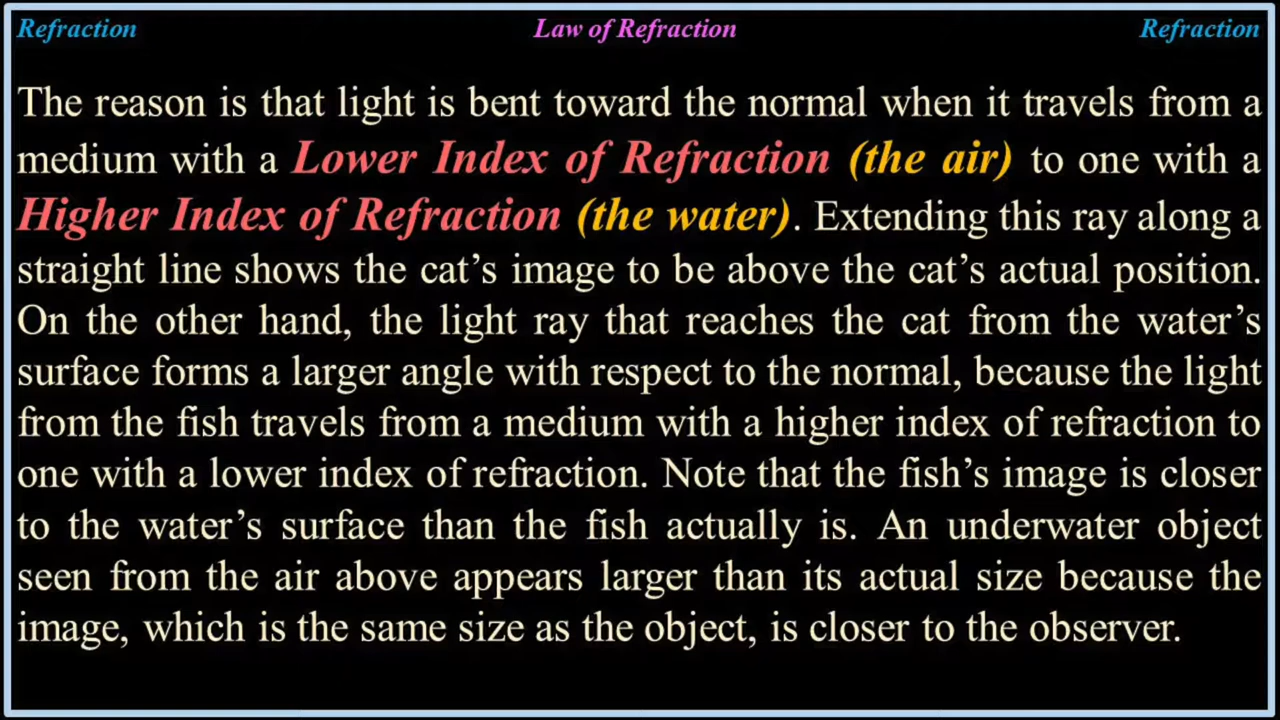 Refraction Law of Refraction Refraction
The reason is that light is bent toward the normal when it travels from a
medium with a Lower Index of Refraction (the air) to one with a
Higher Index of Refraction (the water). Extending this ray along a
straight line shows the cat’s image to be above the cat’s actual position.
On the other hand, the light ray that reaches the cat from the water’s
surface forms a larger angle with respect to the normal, because the light
from the fish travels from a medium with a higher index of refraction to
one with a lower index of refraction. Note that the fish’s image is closer
to the water’s surface than the fish actually is. An underwater object
seen from the air above appears larger than its actual size because the
image, which is the same size as the object, is closer to the observer.